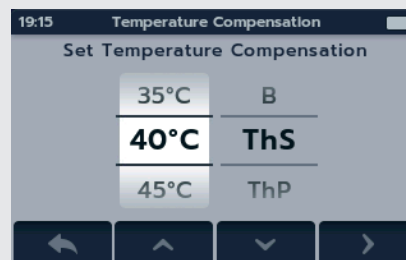 19:15 Temperature Compensation
Set Temperature Compensation
35°C B
40°C ThS
45°C ThP